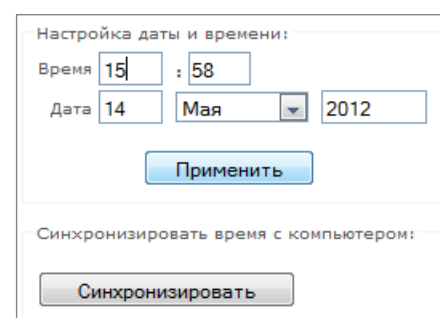 Настройка даты и времени:
Время 15 : 58
Дата 14 Мая 2012
Применить
Синхронизировать время с компьютером:
Синхронизировать